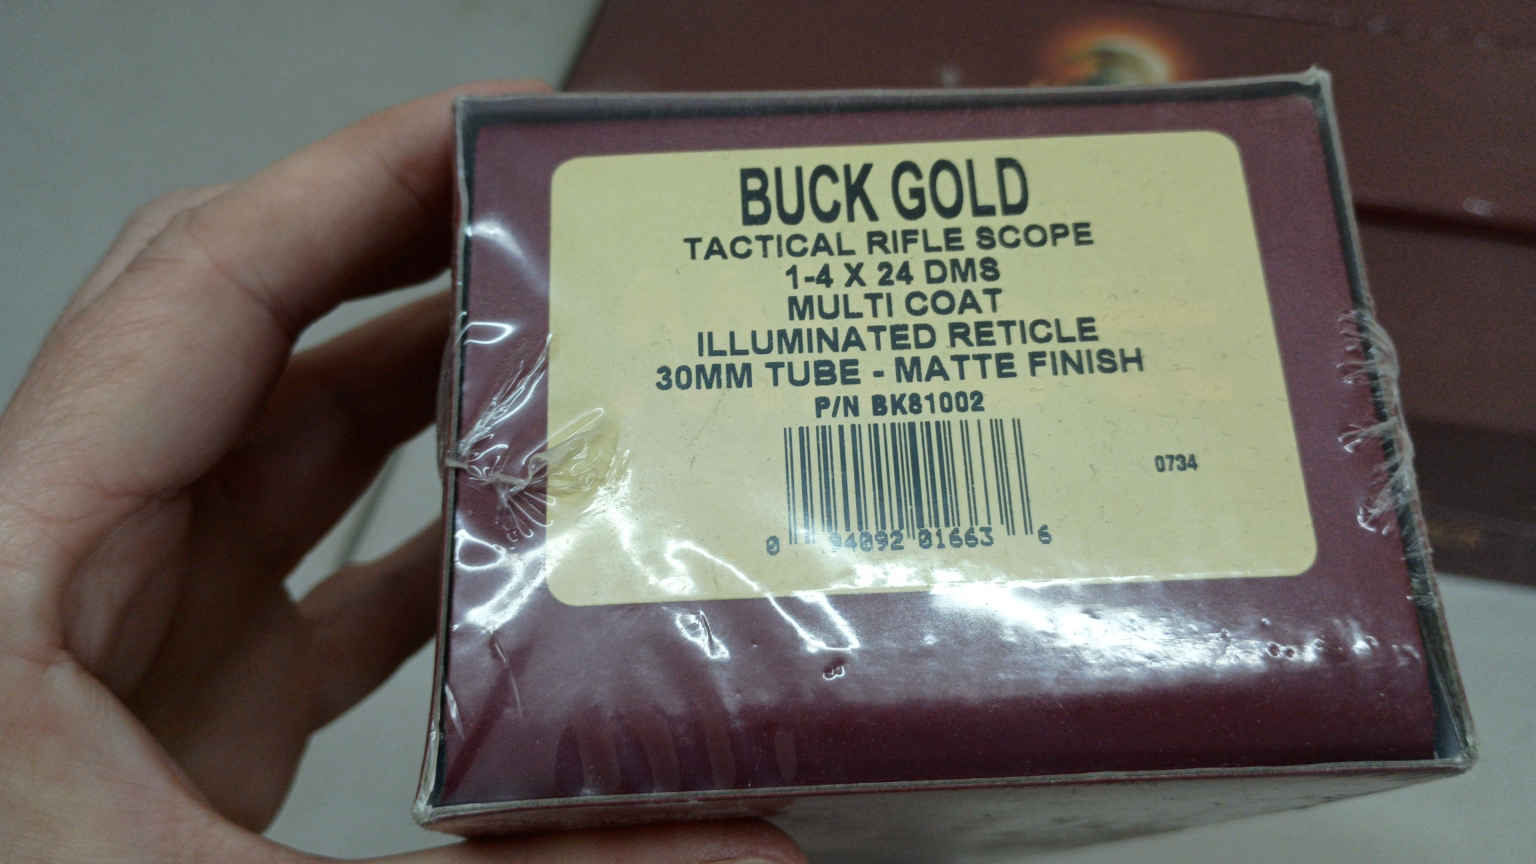 BUCK GOLD
TACTICAL RIFLE SCOPE
1-4 X 24 DMS
MULTI COAT
ILLUMINATED RETICLE
30MM TUBE - MATTE FINISH
P/N BK81002
0734
0 94092 01663 6